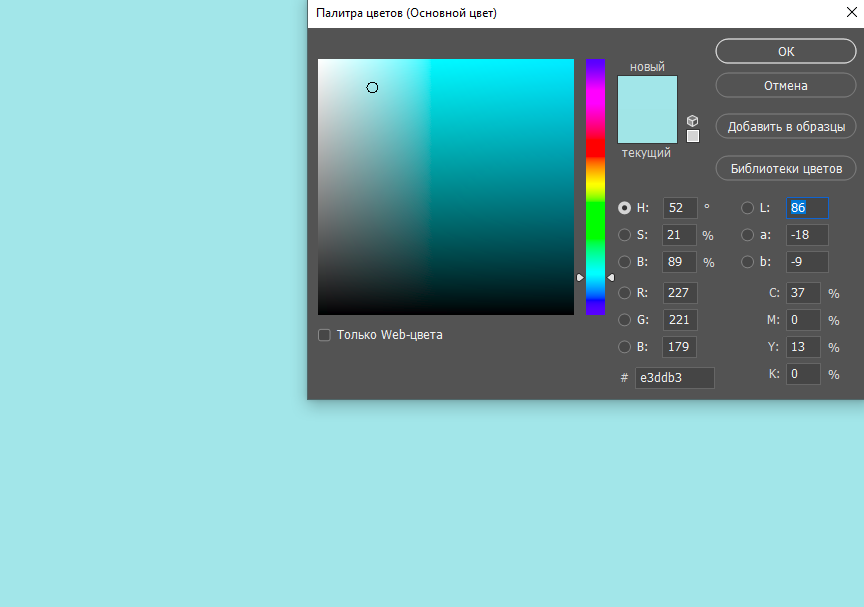 Палитра цветов (Основной цвет)
новый
текущий
ОК
Отмена
Добавить в образцы
Библиотеки цветов
H: 52 °
L: 86
S: 21 %
a: -18
B: 89 %
b: -9
R: 227
C: 37 %
G: 221
M: 0 %
B: 179
Y: 13 %
K: 0 %
# e3ddb3
Только Web-цвета